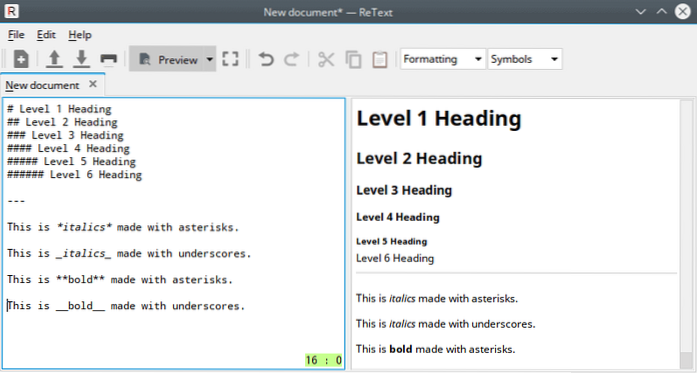 R
New document* — ReText
File Edit Help
Preview Formatting Symbols
New document
# Level 1 Heading
## Level 2 Heading
### Level 3 Heading
#### Level 4 Heading
##### Level 5 Heading
###### Level 6 Heading
---
This is *italics* made with asterisks.
This is _italics_ made with underscores.
This is **bold** made with asterisks.
This is __bold__ made with underscores.
16 : 0
Level 1 Heading
Level 2 Heading
Level 3 Heading
Level 4 Heading
Level 5 Heading
Level 6 Heading
This is italics made with asterisks.
This is italics made with underscores.
This is bold made with asterisks.